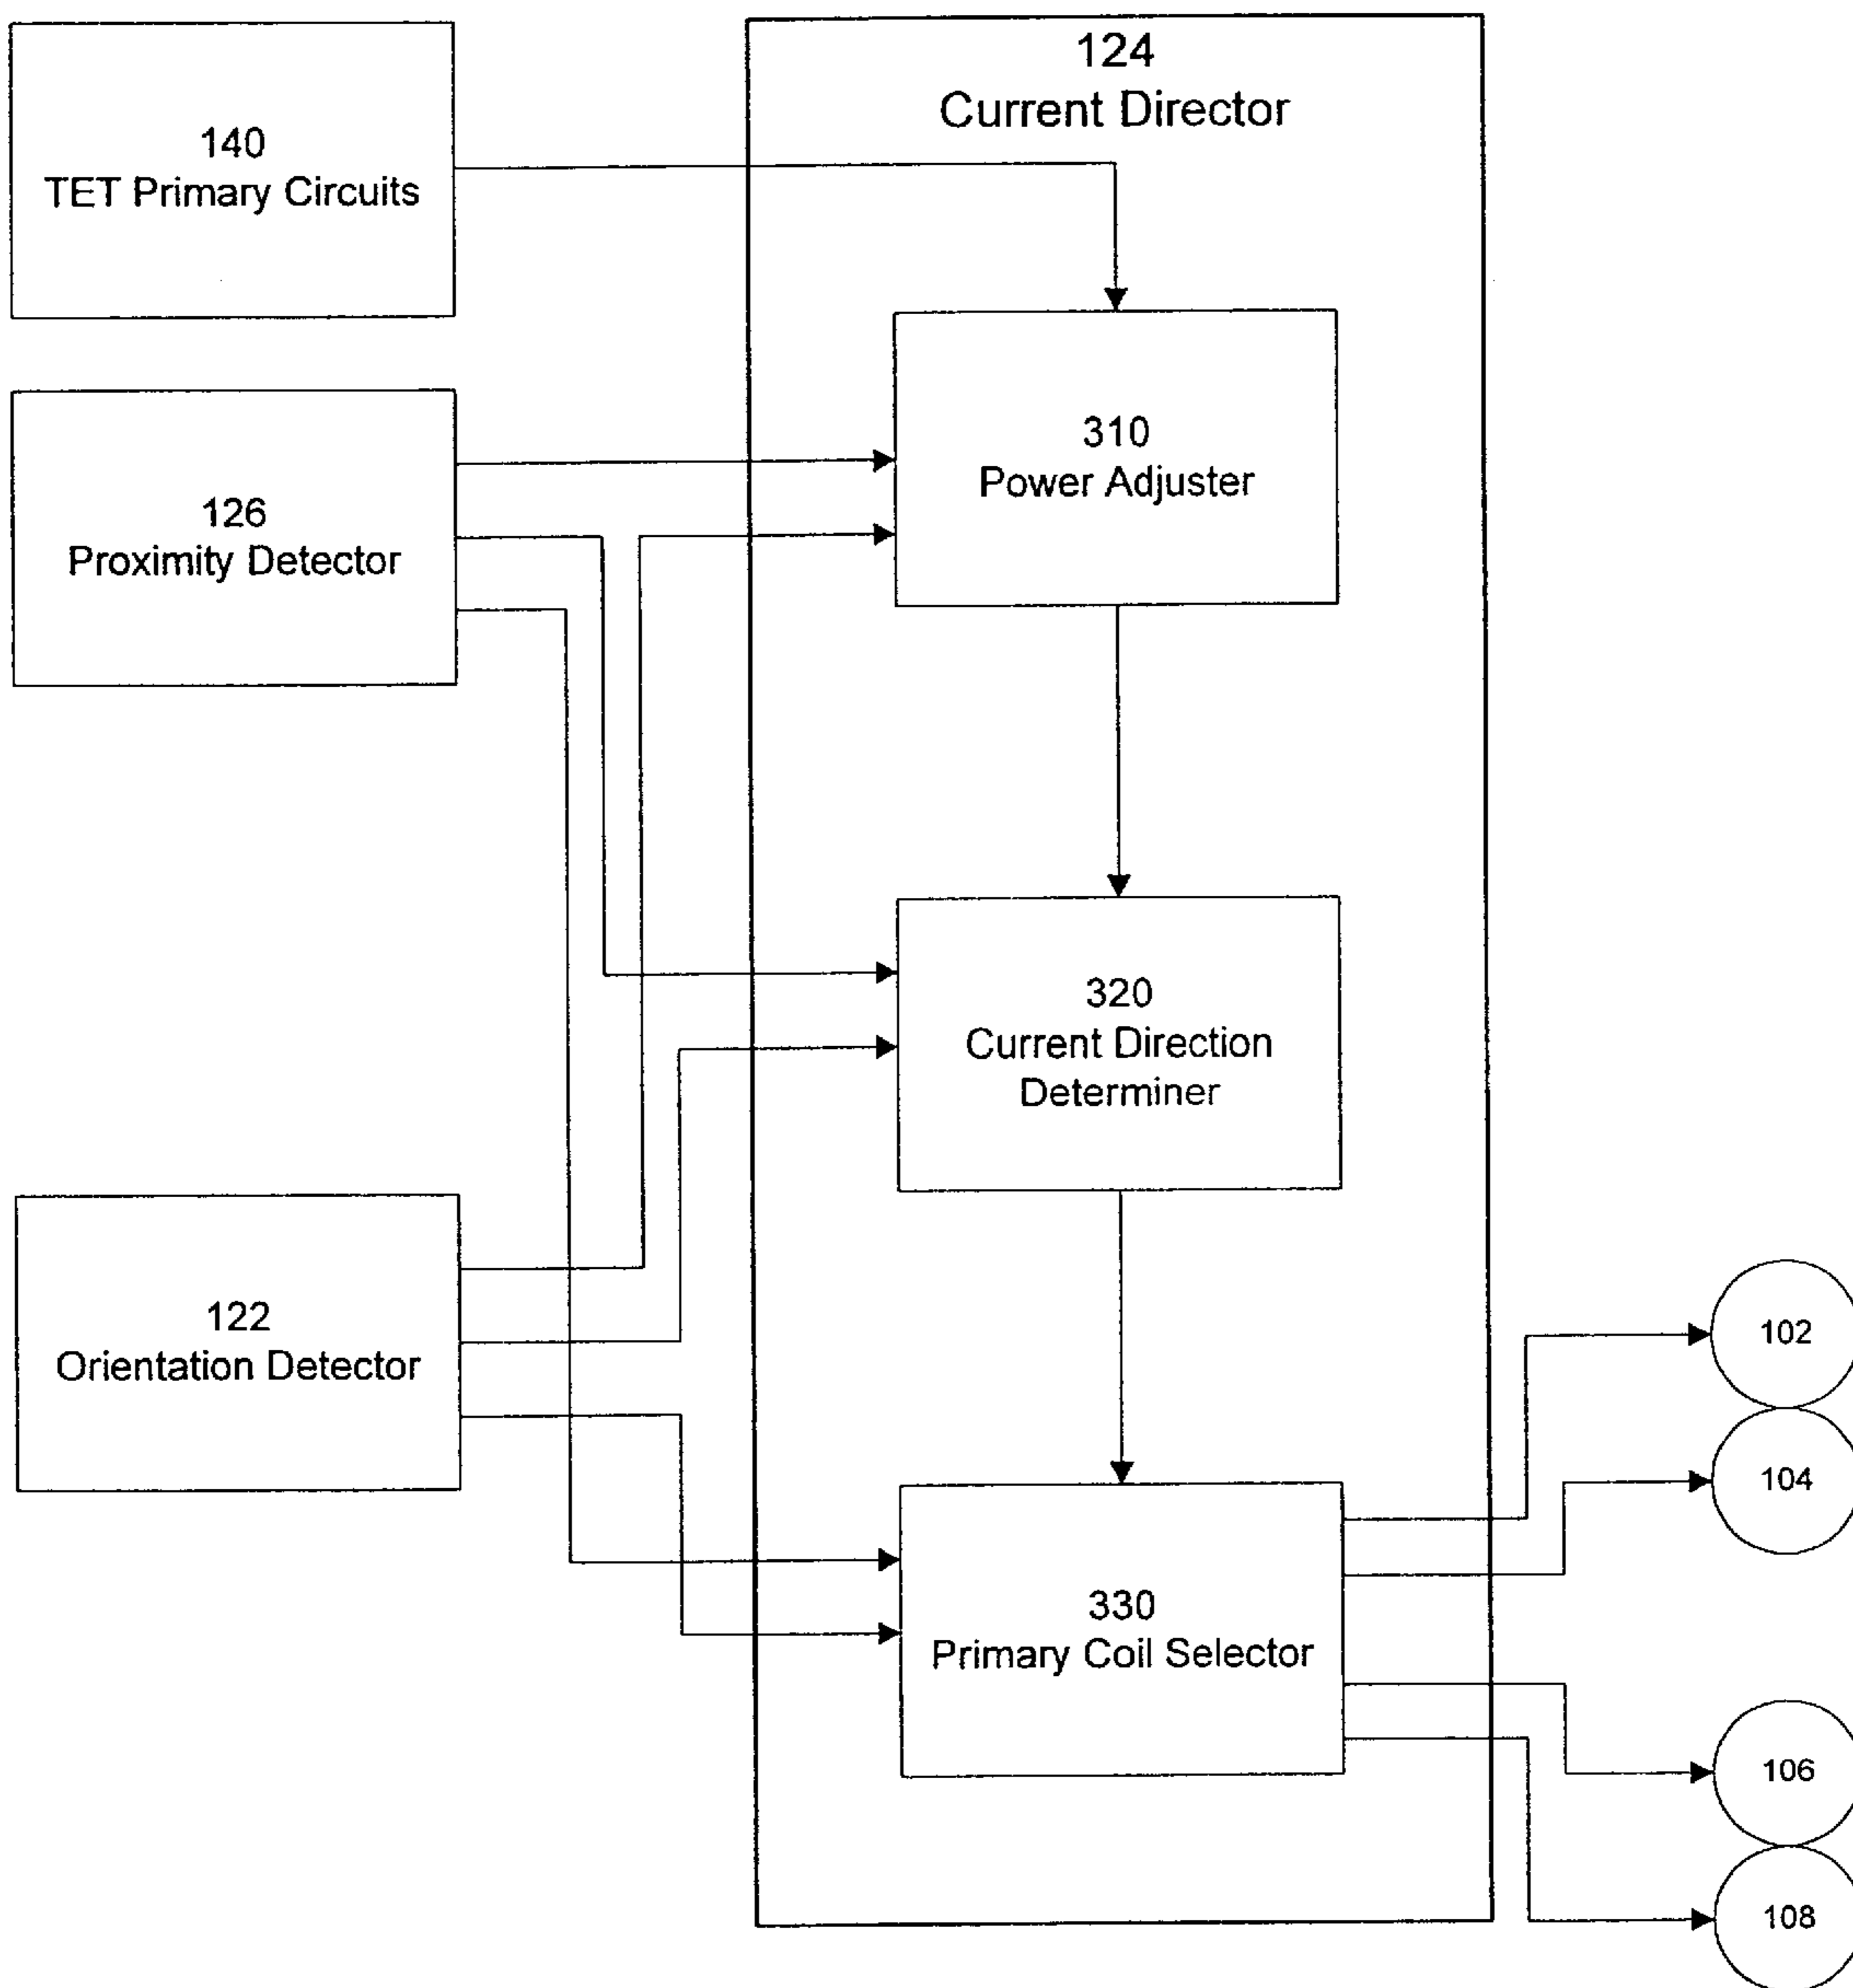 124
Current Director
140
TET Primary Circuits
310
Power Adjuster
126
Proximity Detector
320
Current Direction
Determiner
122
Orientation Detector
102
104
330
Primary Coil Selector
106
108